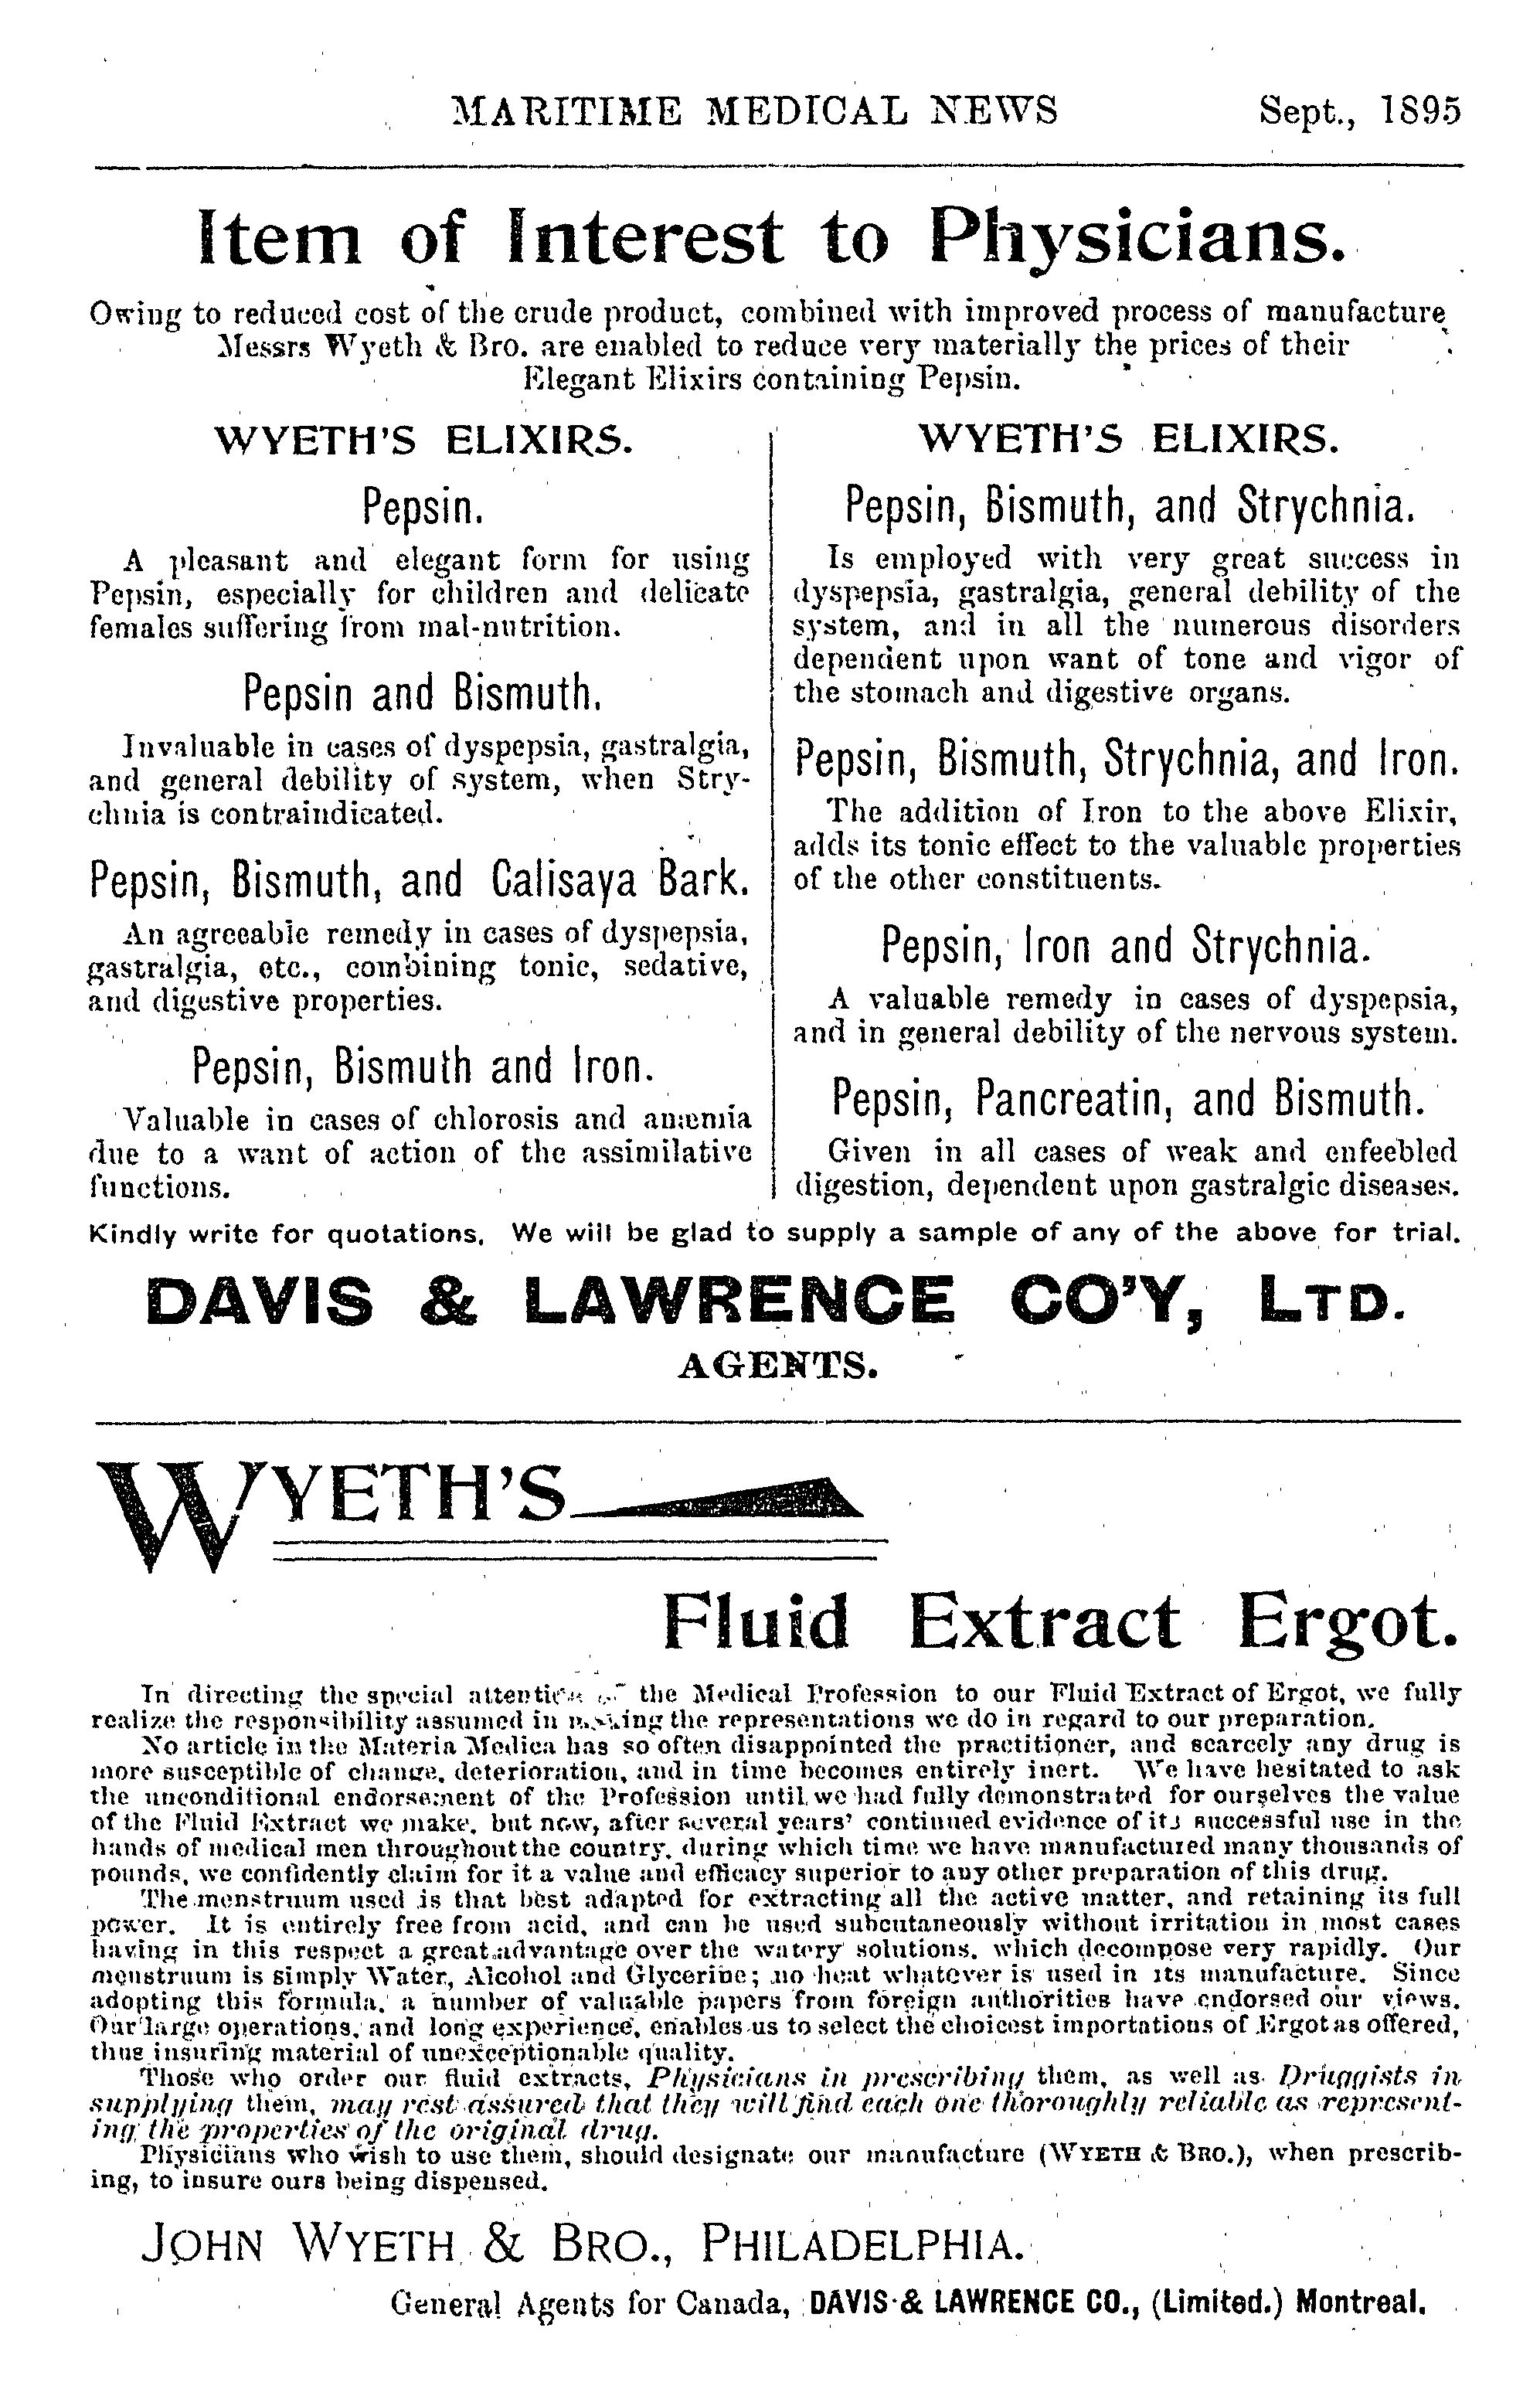 MARITIME MEDICAL NEWS Sept., 1895
Item of Interest to Physicians.
Owing to reduced cost of the crude product, combined with improved process of manufacture
Messrs Wyeth & Bro. are enabled to reduce very materially the prices of their
Elegant Elixirs containing Pepsin.
WYETH'S ELIXIRS.
Pepsin.
A pleasant and elegant form for using
Pepsin, especially for children and delicate
females suffering from mal-nutrition.
Pepsin and Bismuth.
Invaluable in cases of dyspepsia, gastralgia,
and general debility of system, when Stry-
chnia is contraindicated.
Pepsin, Bismuth, and Calisaya Bark.
An agreeable remedy in cases of dyspepsia,
gastralgia, etc., combining tonic, sedative,
and digestive properties.
Pepsin, Bismuth and Iron.
Valuable in cases of chlorosis and anæmia
due to a want of action of the assimilative
functions.
WYETH'S ELIXIRS.
Pepsin, Bismuth, and Strychnia.
Is employed with very great success in
dyspepsia, gastralgia, general debility of the
system, and in all the numerous disorders
dependent upon want of tone and vigor of
the stomach and digestive organs.
Pepsin, Bismuth, Strychnia, and Iron.
The addition of Iron to the above Elixir,
adds its tonic effect to the valuable properties
of the other constituents.
Pepsin, Iron and Strychnia.
A valuable remedy in cases of dyspepsia,
and in general debility of the nervous system.
Pepsin, Pancreatin, and Bismuth.
Given in all cases of weak and enfeebled
digestion, dependent upon gastralgic diseases.
Kindly write for quotations. We will be glad to supply a sample of any of the above for trial.
DAVIS & LAWRENCE CO'Y, LTD.
AGENTS.
WYETH'S
Fluid Extract Ergot.
In directing the special attention of the Medical Profession to our Fluid Extract of Ergot, we fully
realize the responsibility assumed in making the representations we do in regard to our preparation.
No article in the Materia Medica has so often disappointed the practitioner, and scarcely any drug is
more susceptible of change, deterioration, and in time becomes entirely inert. We have hesitated to ask
the unconditional endorsement of the Profession until we had fully demonstrated for ourselves the value
of the Fluid Extract we make, but now, after several years' continued evidence of its successful use in the
hands of medical men throughout the country, during which time we have manufactured many thousands of
pounds, we confidently claim for it a value and efficacy superior to any other preparation of this drug.
The menstruum used is that best adapted for extracting all the active matter, and retaining its full
power. It is entirely free from acid, and can be used subcutaneously without irritation in most cases
having in this respect a great advantage over the watery solutions, which decompose very rapidly. Our
menstruum is simply Water, Alcohol and Glycerine; no heat whatever is used in its manufacture. Since
adopting this formula, a number of valuable papers from foreign authorities have endorsed our views.
Our large operations, and long experience, enables us to select the choicest importations of Ergot as offered,
thus insuring material of unexceptionable quality.
Those who order our fluid extracts, Physicians in prescribing them, as well as Druggists in
supplying them, may rest assured that they will find each one thoroughly reliable as represent-
ing the properties of the original drug.
Physicians who wish to use them, should designate our manufacture (WYETH & BRO.), when prescrib-
ing, to insure ours being dispensed.
JOHN WYETH & BRO., PHILADELPHIA.
General Agents for Canada, DAVIS & LAWRENCE CO., (Limited.) Montreal.